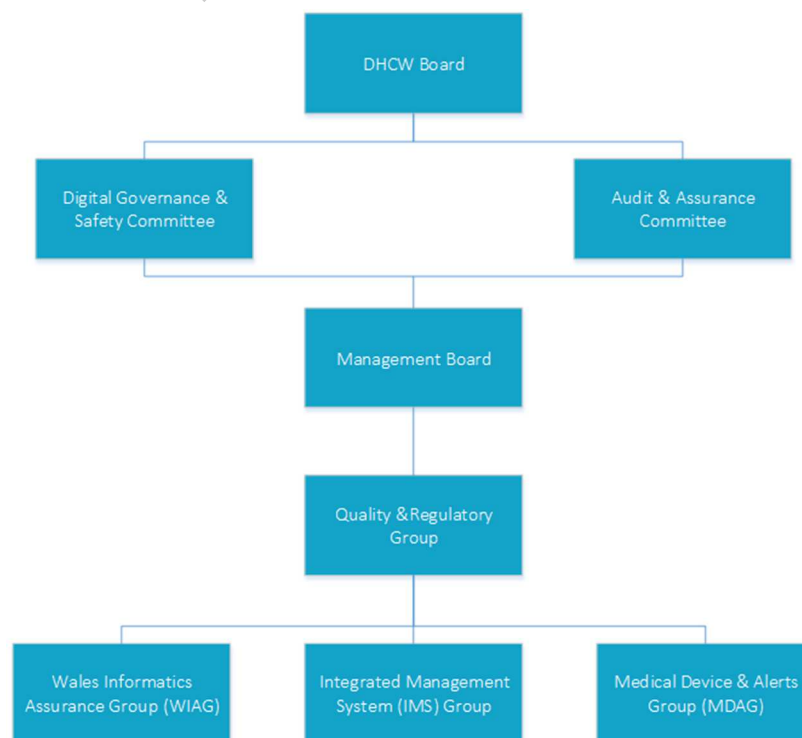 DHCW Board
Digital Governance &
Safety Committee
Audit & Assurance
Committee
Management Board
Quality &Regulatory
Group
Wales Informatics
Assurance Group (WIAG)
Integrated Management
System (IMS) Group
Medical Device & Alerts
Group (MDAG)